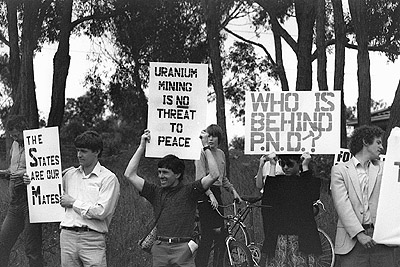 THE
STATES
ARE OUR
MATES
URANIUM
MINING
IS NO
THREAT
TO
PEACE
WHO IS
BEHIND
P.N.D.?